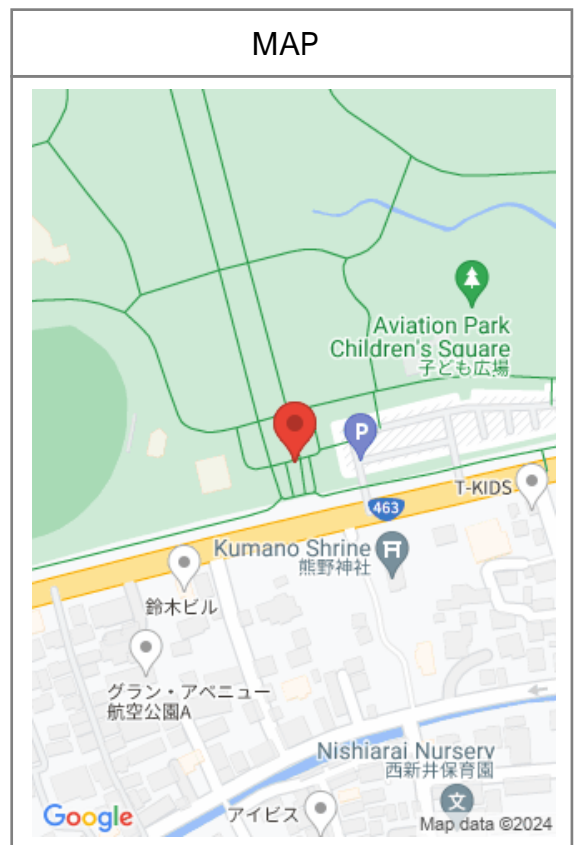 MAP
Aviation Park
Children's Square
子ども広場
P
463
T-KIDS
Kumano Shrine
熊野神社
鈴木ビル
グラン・アベニュー
航空公園A
Nishiarai Nursery
西新井保育園
文
アイビス
Google
Map data ©2024